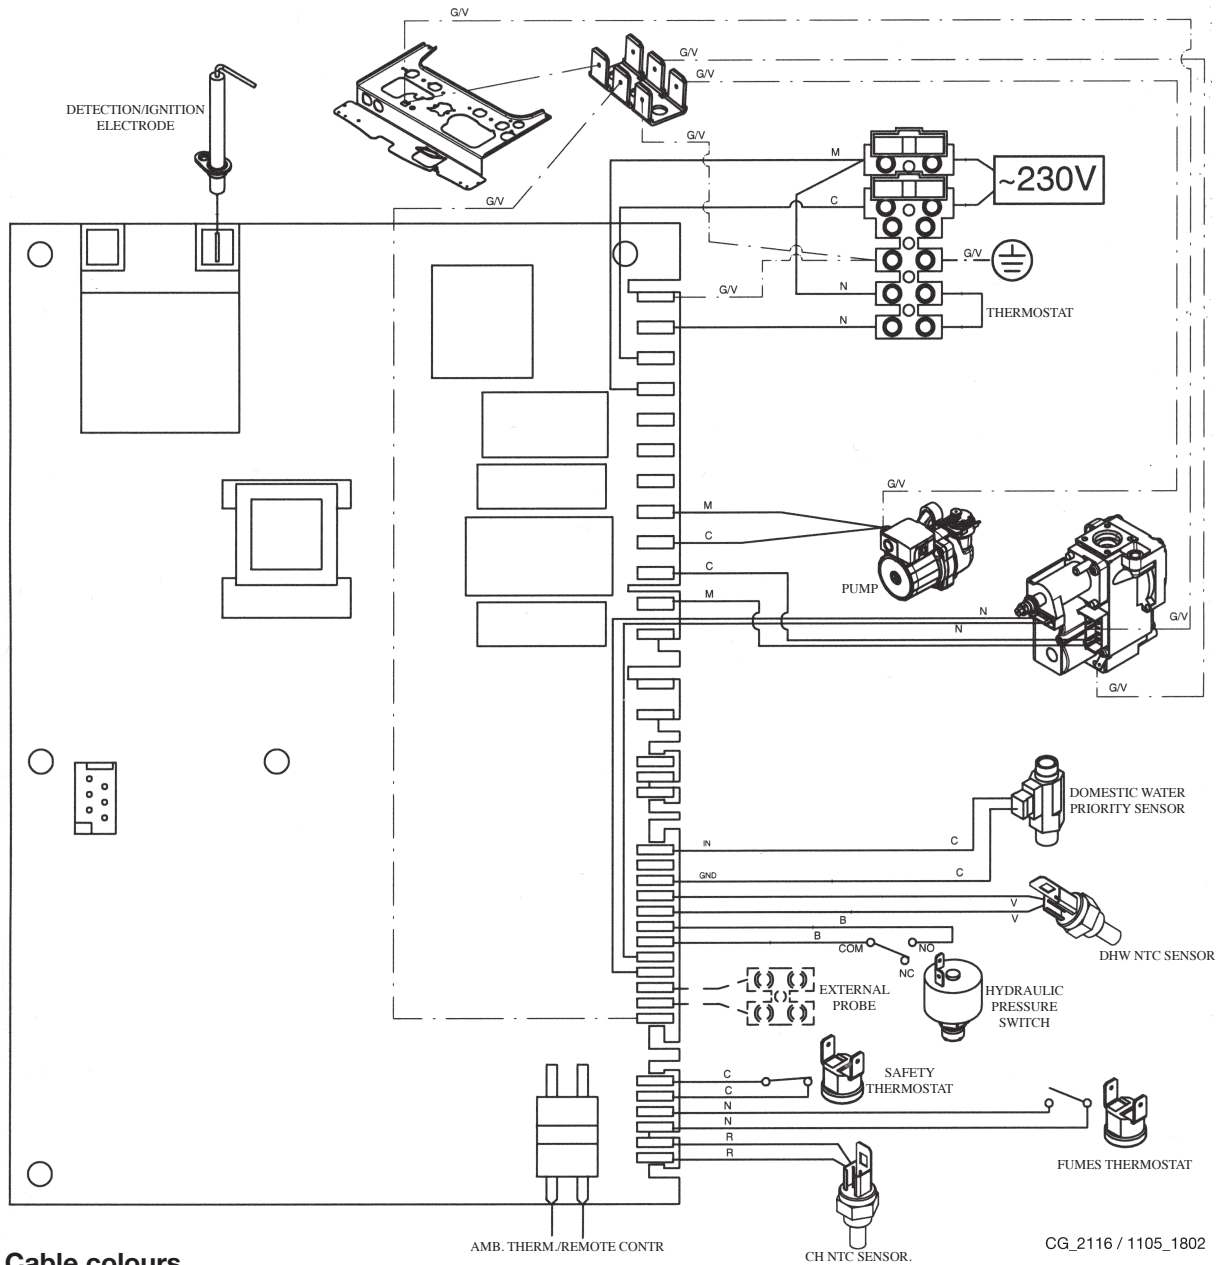 G/V
G/V
G/V
DETECTION/IGNITION
ELECTRODE
G/V
M
~230V
G/V
C
G/V
G/V
N
THERMOSTAT
N
G/V
M
C
C
PUMP
M
N
G/V
N
G/V
DOMESTIC WATER
PRIORITY SENSOR
IN
C
GND
C
V
V
B
B
COM
NO
DHW NTC SENSOR
NC
EXTERNAL
PROBE
HYDRAULIC
PRESSURE
SWITCH
SAFETY
THERMOSTAT
C
C
N
N
R
R
FUMES THERMOSTAT
AMB. THERM./REMOTE CONTR
CH NTC SENSOR.
CG_2116 / 1105_1802
Cable colours